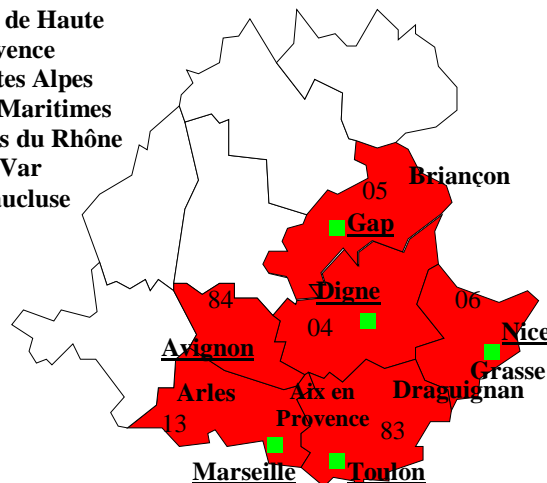 de Haute
vence
tes Alpes
Maritimes
s du Rhône
Var
aucluse
Briançon
05
Gap
Digne
84
06
04
Nice
Avignon
Grasse
Arles
Aix en
Provence
Draguignan
13
83
Marseille
Toulon